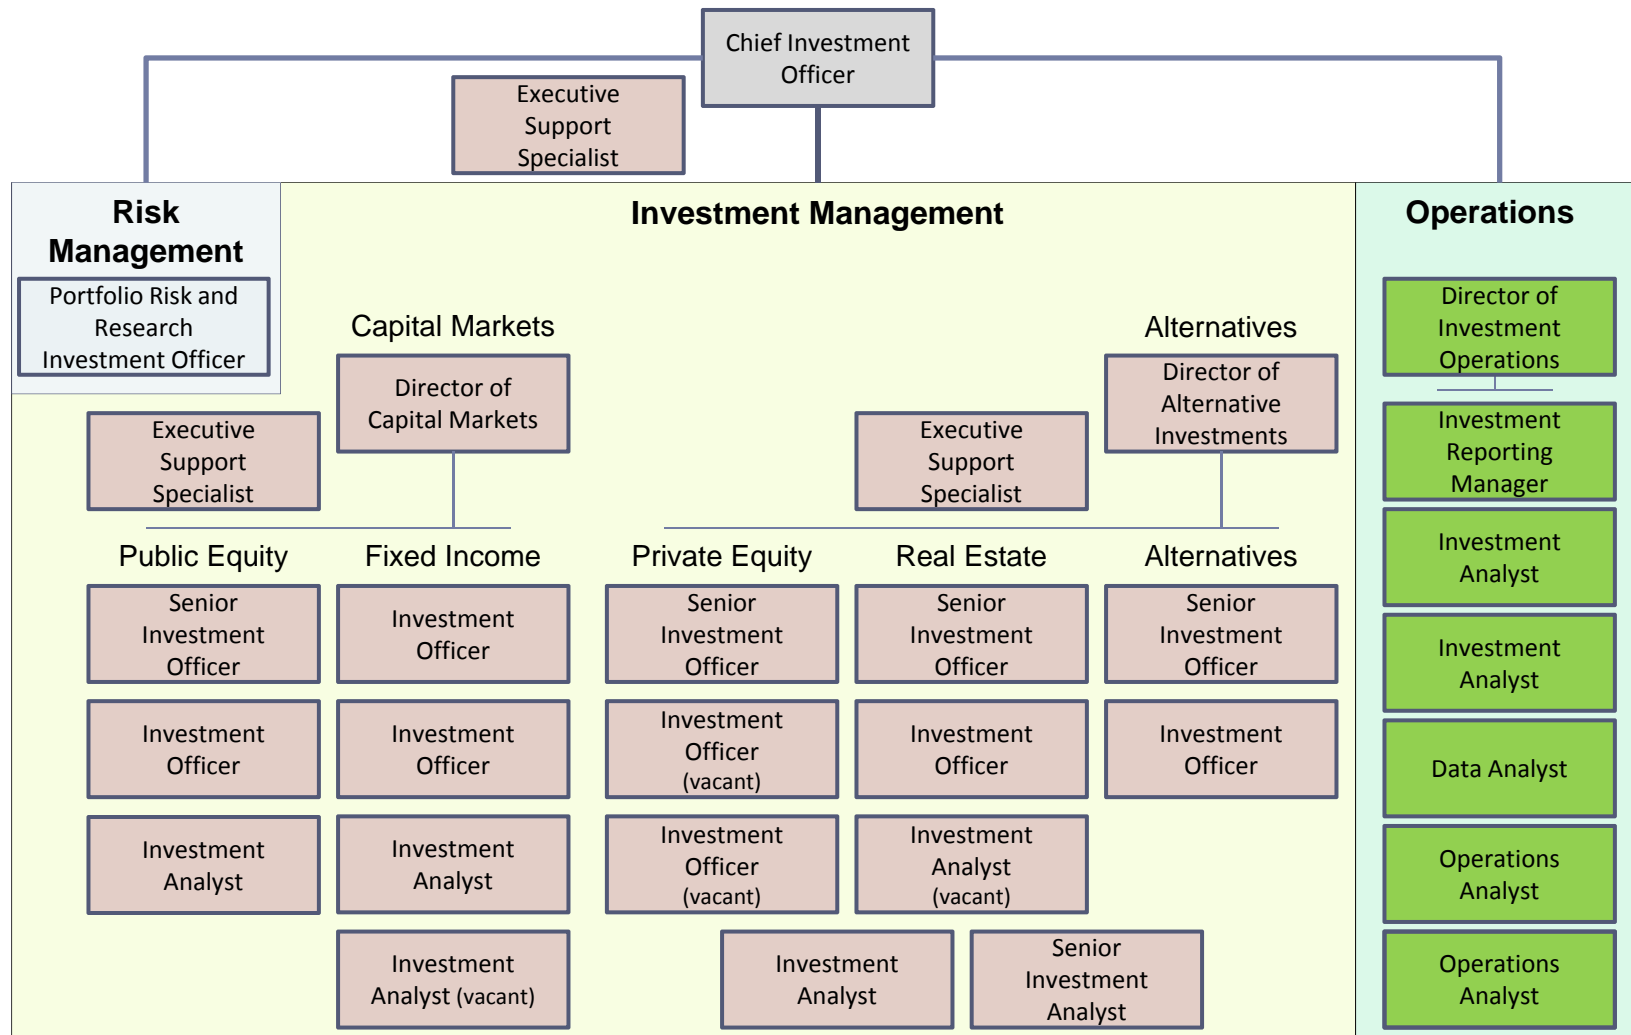 Chief Investment
Officer
Executive
Support
Specialist
Risk
Management
Portfolio Risk and
Research
Investment Officer
Investment Management
Capital Markets
Director of
Capital Markets
Executive
Support
Specialist
Public Equity
Senior
Investment
Officer
Investment
Officer
Investment
Analyst
Fixed Income
Investment
Officer
Investment
Officer
Investment
Analyst
Investment
Analyst (vacant)
Alternatives
Director of
Alternative
Investments
Executive
Support
Specialist
Private Equity
Senior
Investment
Officer
Investment
Officer
(vacant)
Investment
Officer
(vacant)
Real Estate
Senior
Investment
Officer
Investment
Officer
Investment
Analyst
(vacant)
Alternatives
Senior
Investment
Officer
Investment
Officer
Investment
Analyst
Senior
Investment
Analyst
Operations
Director of
Investment
Operations
Investment
Reporting
Manager
Investment
Analyst
Investment
Analyst
Data Analyst
Operations
Analyst
Operations
Analyst